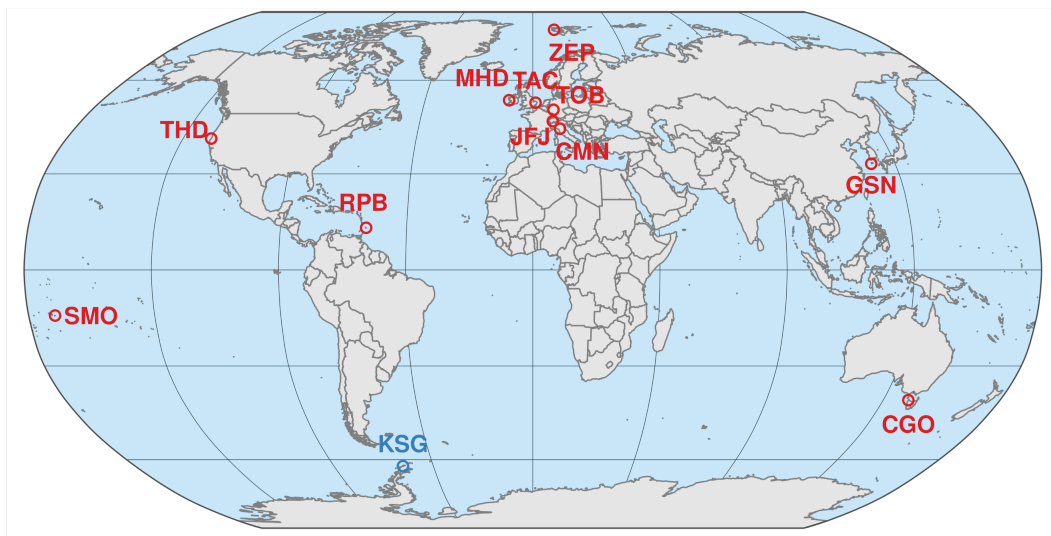 ZEP
MHD
TAC
TOB
THD
JFJ
CMN
GSN
RPB
SMO
CGO
KSG